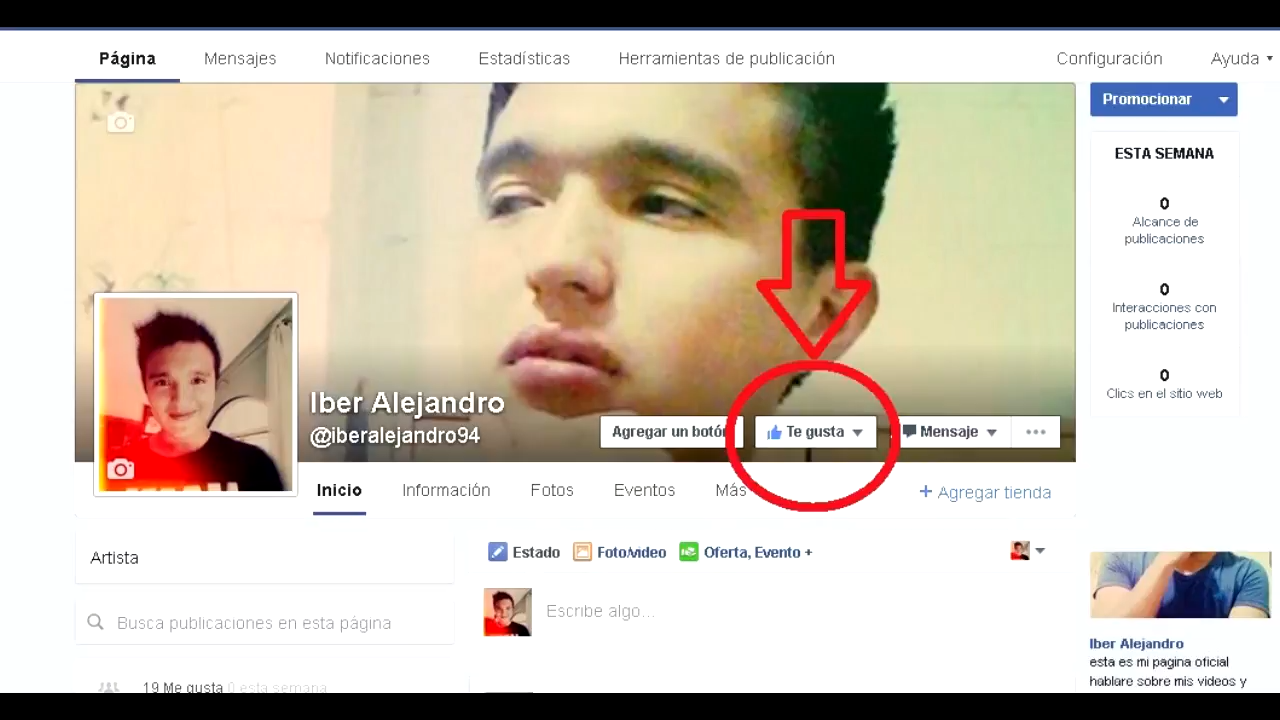 Página Mensajes Notificaciones Estadísticas Herramientas de publicación Configuración Ayuda
Promocionar
ESTA SEMANA
0
Alcance de
publicaciones
0
Interacciones con
publicaciones
0
Clics en el sitio web
Iber Alejandro
@iberalejandro94
Agregar un botón Te gusta Mensaje
Inicio Información Fotos Eventos Más + Agregar tienda
Artista
Busca publicaciones en esta página
19 Me gusta 0 esta semana
Estado Foto/video Oferta, Evento +
Escribe algo...
Iber Alejandro
esta es mi pagina oficial
hablare sobre mis videos y